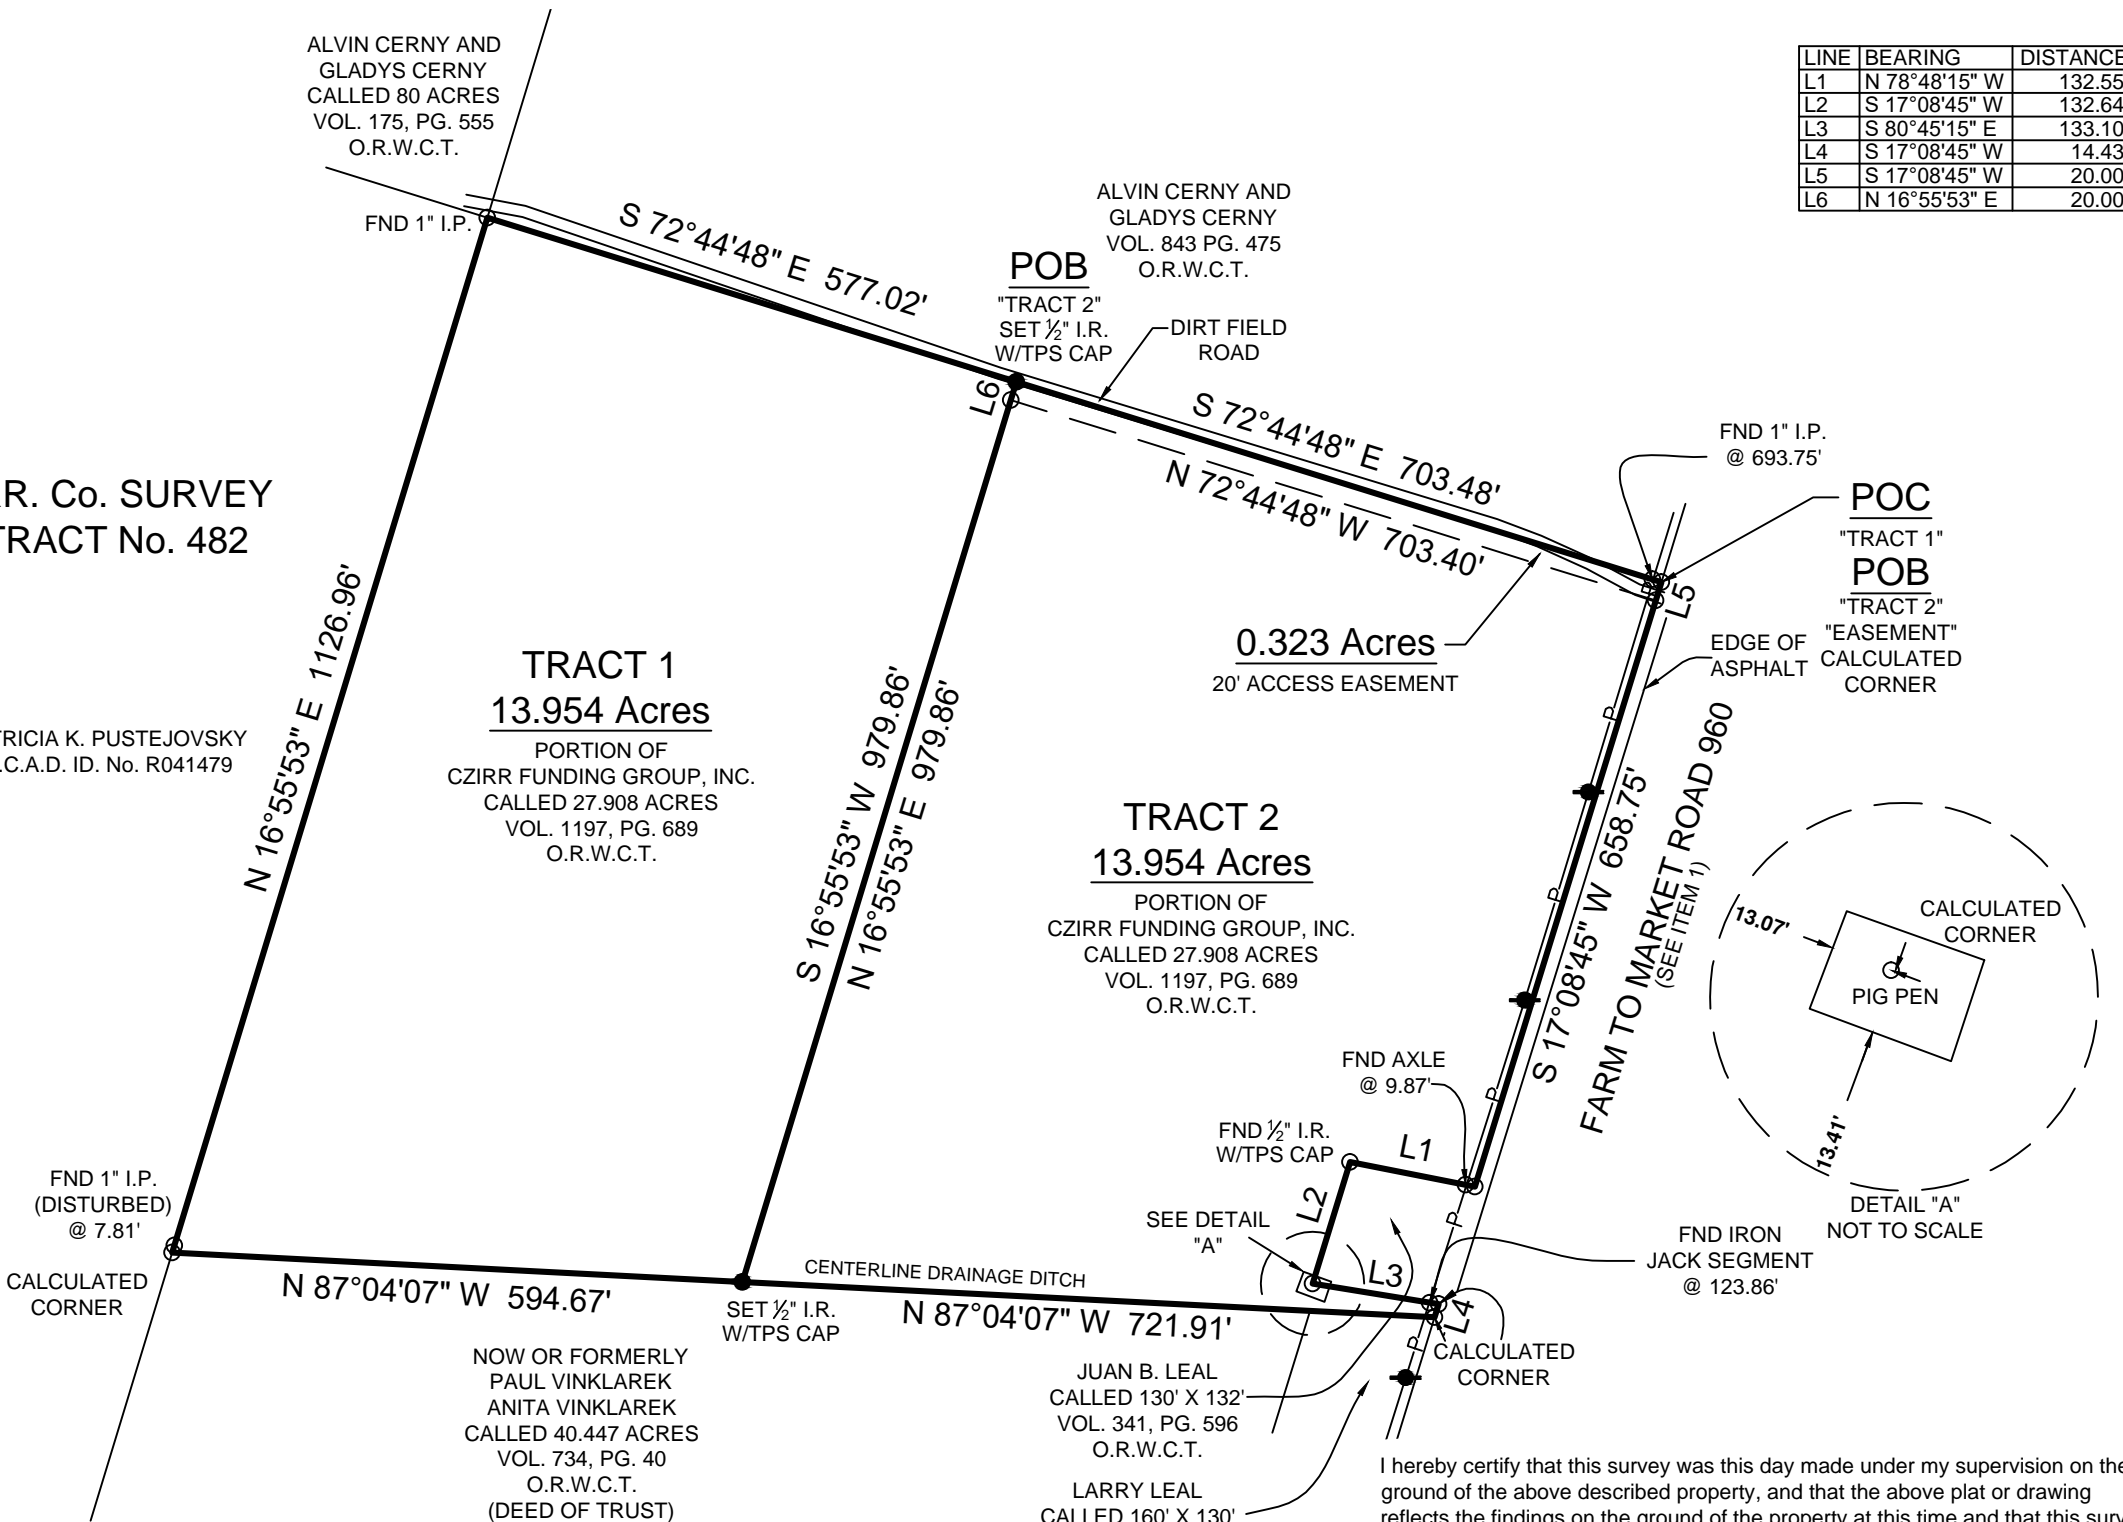 ALVIN CERNY AND
GLADYS CERNY
CALLED 80 ACRES
VOL. 175, PG. 555
O.R.W.C.T.
LINE BEARING DISTANCE
L1 N 78°48'15" W 132.55
L2 S 17°08'45" W 132.64
L3 S 80°45'15" E 133.10
L4 S 17°08'45" W 14.43
L5 S 17°08'45" W 20.00
L6 N 16°55'53" E 20.00
FND 1" I.P.
S 72°44'48" E 577.02'
ALVIN CERNY AND
GLADYS CERNY
VOL. 843 PG. 475
O.R.W.C.T.
POB
"TRACT 2"
SET ½" I.R.
W/TPS CAP
DIRT FIELD
ROAD
L6
S 72°44'48" E 703.48'
N 72°44'48" W 703.40'
FND 1" I.P.
@ 693.75'
POC
"TRACT 1"
POB
"TRACT 2"
"EASEMENT"
CALCULATED
CORNER
L5
R. Co. SURVEY
TRACT No. 482
0.323 Acres
20' ACCESS EASEMENT
EDGE OF
ASPHALT
N 16°55'53" E 1126.96'
TRACT 1
13.954 Acres
PORTION OF
CZIRR FUNDING GROUP, INC.
CALLED 27.908 ACRES
VOL. 1197, PG. 689
O.R.W.C.T.
S 16°55'53" W 979.86'
N 16°55'53" E 979.86'
TRICIA K. PUSTEJOVSKY
.C.A.D. ID. No. R041479
TRACT 2
13.954 Acres
PORTION OF
CZIRR FUNDING GROUP, INC.
CALLED 27.908 ACRES
VOL. 1197, PG. 689
O.R.W.C.T.
P
P
P
P
P
P
S 17°08'45" W 658.75'
FARM TO MARKET ROAD 960
(SEE ITEM 1)
13.07'
CALCULATED
CORNER
PIG PEN
13.41'
DETAIL "A"
NOT TO SCALE
FND AXLE
@ 9.87'
FND ½" I.R.
W/TPS CAP
L1
L2
L3
L4
SEE DETAIL
"A"
FND IRON
JACK SEGMENT
@ 123.86'
FND 1" I.P.
(DISTURBED)
@ 7.81'
CALCULATED
CORNER
N 87°04'07" W 594.67'
CENTERLINE DRAINAGE DITCH
SET ½" I.R.
W/TPS CAP
N 87°04'07" W 721.91'
CALCULATED
CORNER
NOW OR FORMERLY
PAUL VINKLAREK
ANITA VINKLAREK
CALLED 40.447 ACRES
VOL. 734, PG. 40
O.R.W.C.T.
(DEED OF TRUST)
JUAN B. LEAL
CALLED 130' X 132'
VOL. 341, PG. 596
O.R.W.C.T.
LARRY LEAL
CALLED 160' X 130'
I hereby certify that this survey was this day made under my supervision on the
ground of the above described property, and that the above plat or drawing
reflects the findings on the ground of the property at this time and that this surv